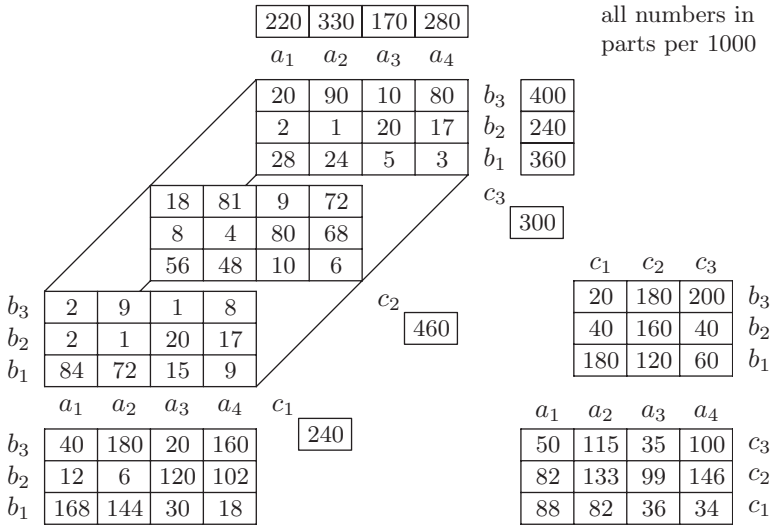 220 330 170 280
all numbers in
parts per 1000
a1 a2 a3 a4
20 90 10 80 b3 400
2 1 20 17 b2 240
28 24 5 3 b1 360
c3
300
18 81 9 72
8 4 80 68
56 48 10 6
c2
460
b3 2 9 1 8
b2 2 1 20 17
b1 84 72 15 9
a1 a2 a3 a4 c1
240
c1 c2 c3
20 180 200 b3
40 160 40 b2
180 120 60 b1
b3 40 180 20 160
b2 12 6 120 102
b1 168 144 30 18
a1 a2 a3 a4
50 115 35 100 c3
82 133 99 146 c2
88 82 36 34 c1